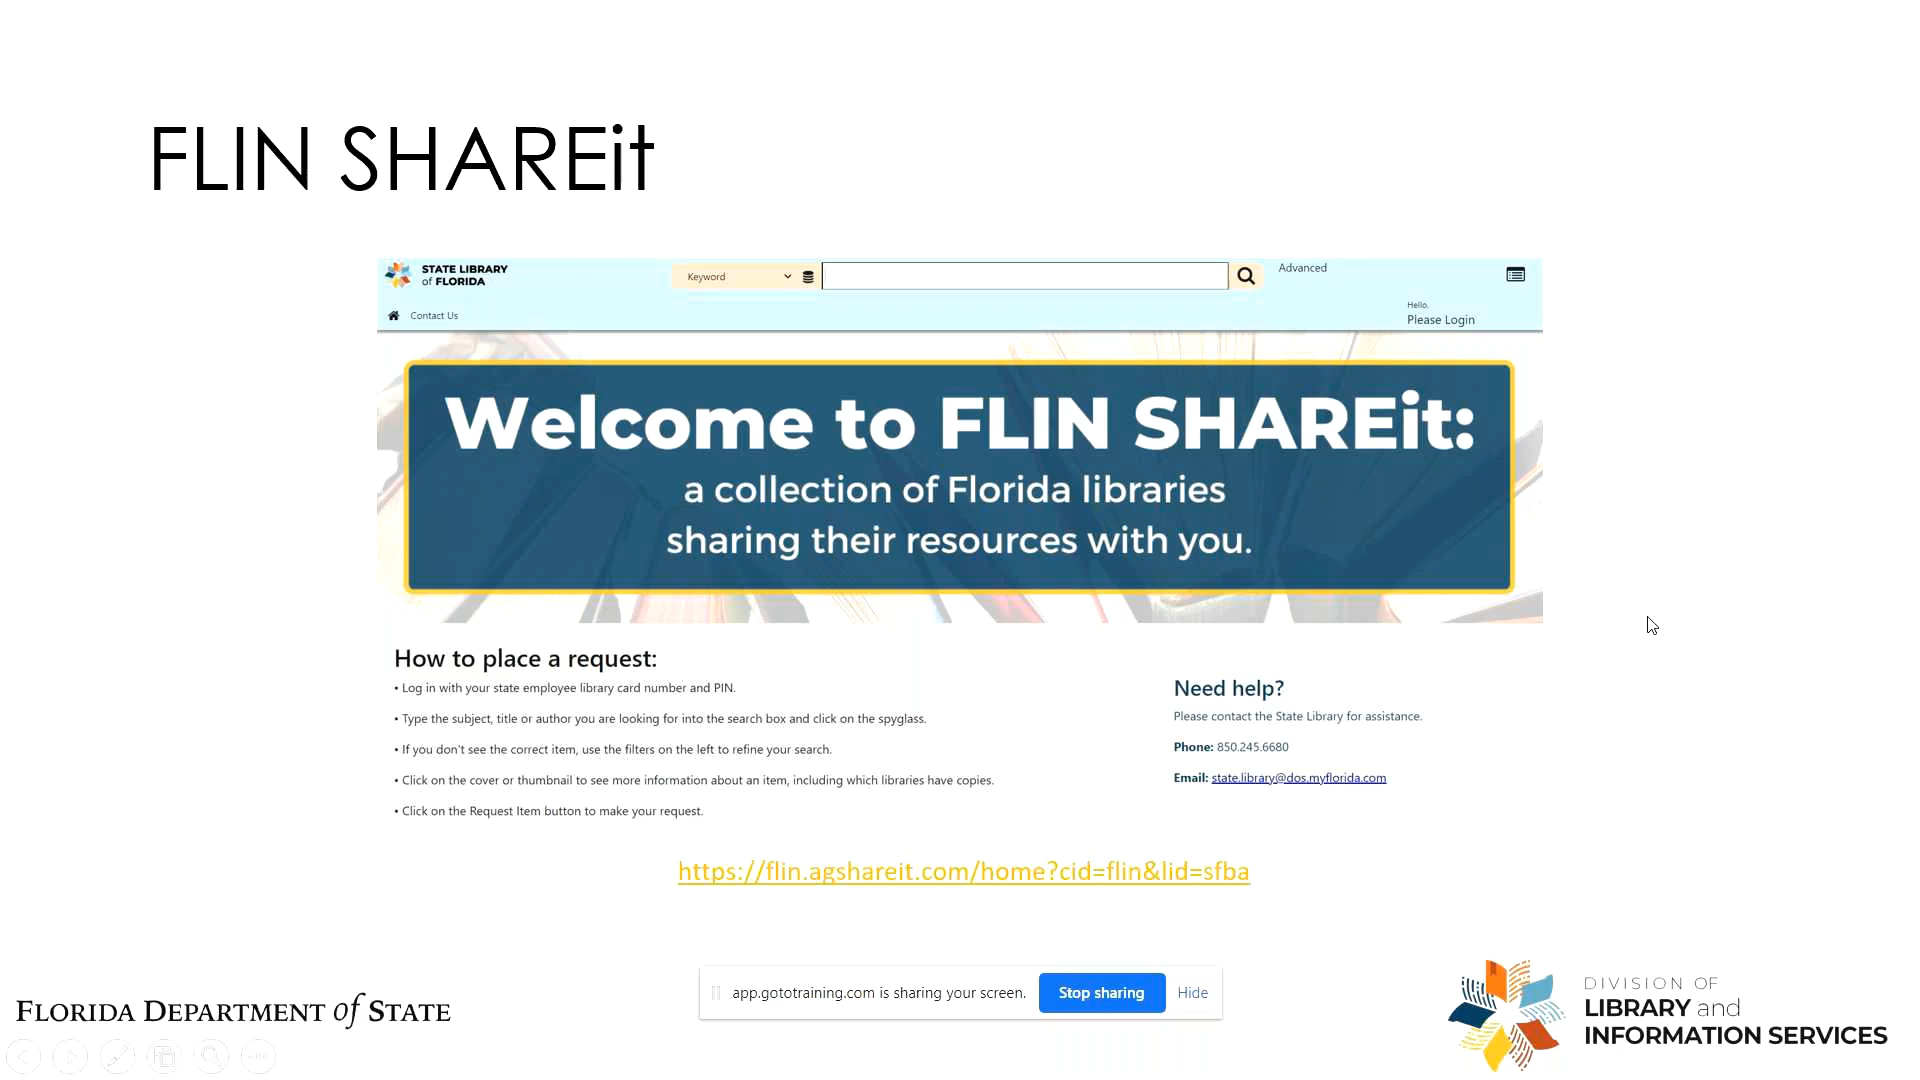 FLIN SHAREit
STATE LIBRARY
of FLORIDA
Keyword
Advanced
Contact Us
Hello.
Please Login
Welcome to FLIN SHAREit:
a collection of Florida libraries
sharing their resources with you.
How to place a request:
• Log in with your state employee library card number and PIN.
• Type the subject, title or author you are looking for into the search box and click on the spyglass.
• If you don't see the correct item, use the filters on the left to refine your search.
• Click on the cover or thumbnail to see more information about an item, including which libraries have copies.
• Click on the Request Item button to make your request.
Need help?
Please contact the State Library for assistance.
Phone: 850.245.6680
Email: state.library@dos.myflorida.com
https://flin.agshareit.com/home?cid=flin&lid=sfba
FLORIDA DEPARTMENT of STATE
app.gototraining.com is sharing your screen.
Stop sharing
Hide
DIVISION OF
LIBRARY and
INFORMATION SERVICES